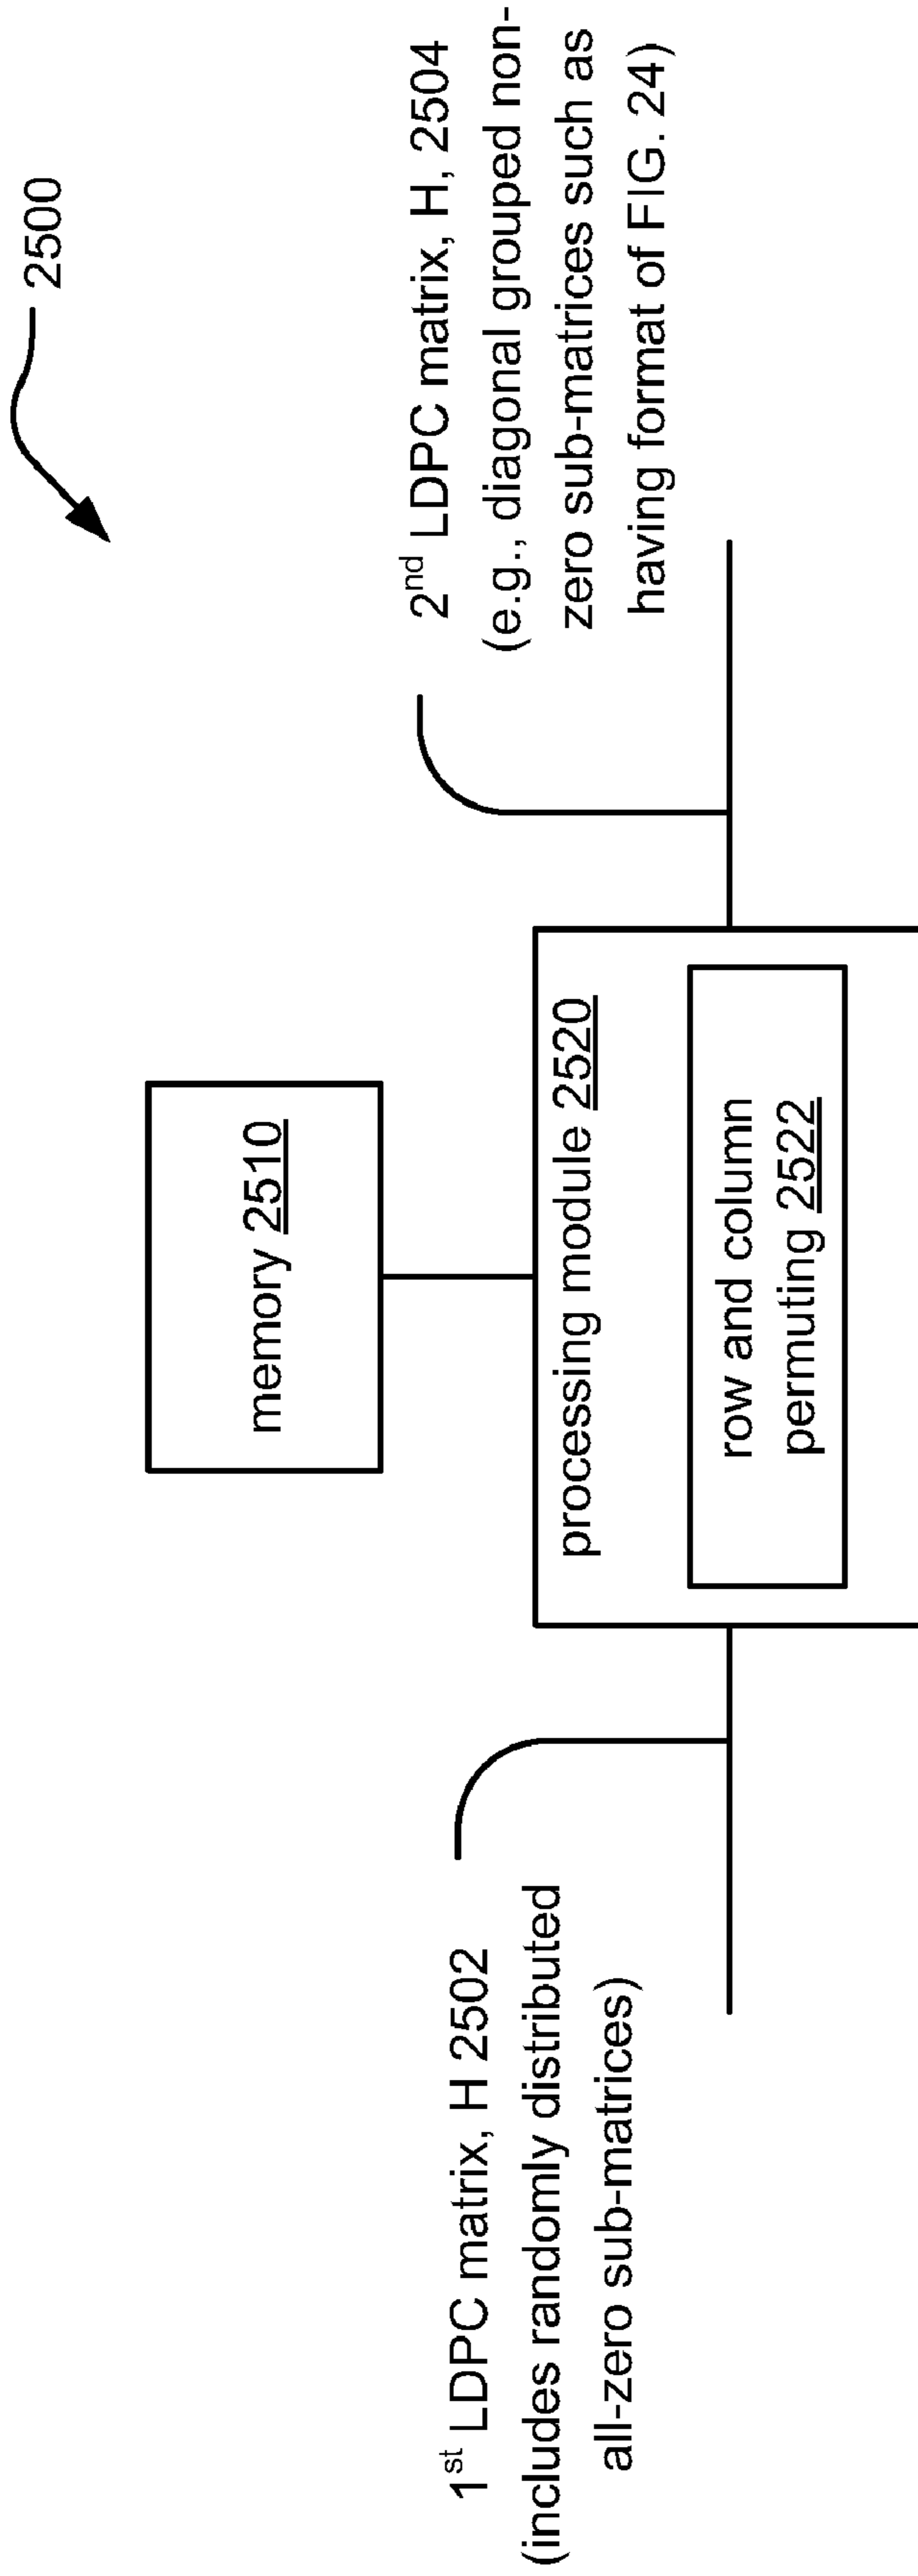 2500
memory 2510
1st LDPC matrix, H 2502
(includes randomly distributed
all-zero sub-matrices)
processing module 2520
row and column
permuting 2522
2nd LDPC matrix, H, 2504
(e.g., diagonal grouped non-
zero sub-matrices such as
having format of FIG. 24)